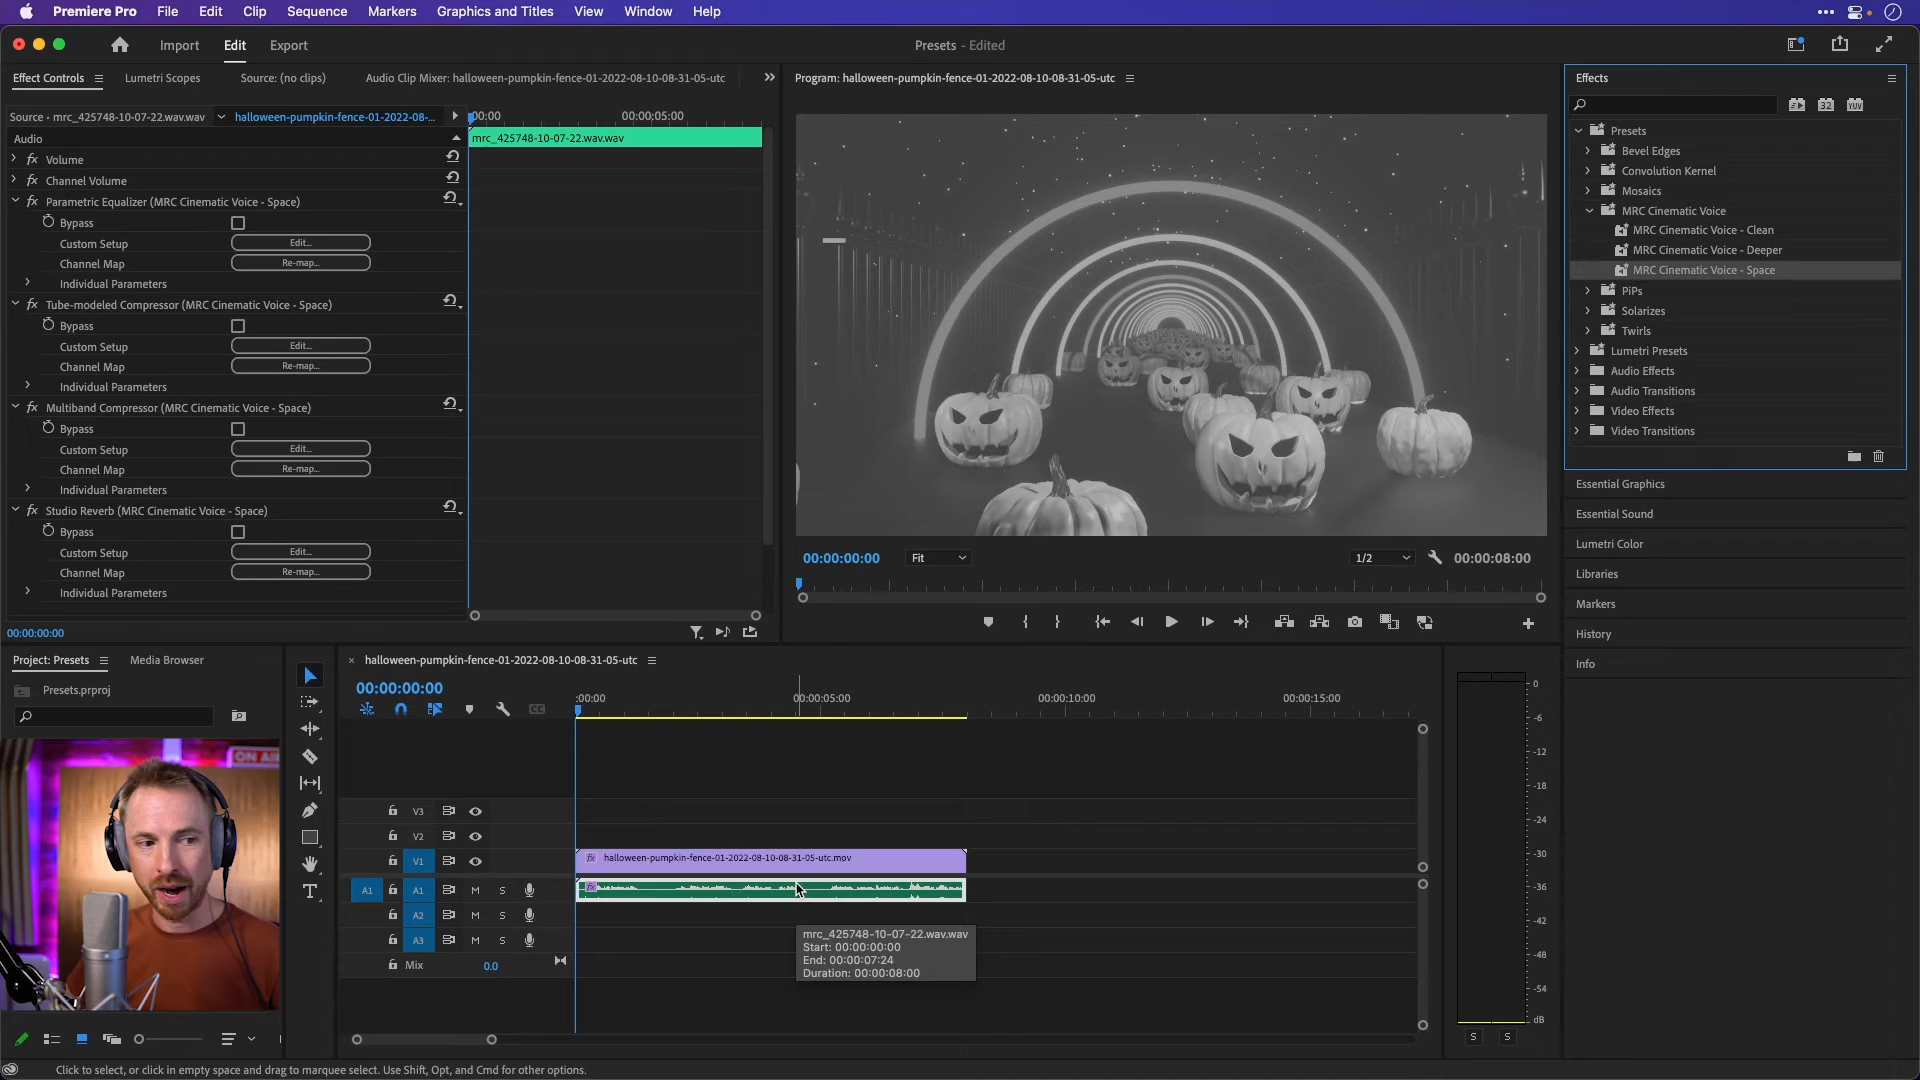 Premiere Pro File Edit Clip Sequence Markers Graphics and Titles View Window Help
Import Edit Export
Presets - Edited
Effect Controls Lumetri Scopes Source: (no clips) Audio Clip Mixer: halloween-pumpkin-fence-01-2022-08-10-08-31-05-utc
Source • mrc_425748-10-07-22.wav.wav halloween-pumpkin-fence-01-2022-08-...
:00:00 00:00:05:00
Audio
mrc_425748-10-07-22.wav.wav
fx Volume
fx Channel Volume
fx Parametric Equalizer (MRC Cinematic Voice - Space)
Bypass
Custom Setup Edit...
Channel Map Re-map...
Individual Parameters
fx Tube-modeled Compressor (MRC Cinematic Voice - Space)
Bypass
Custom Setup Edit...
Channel Map Re-map...
Individual Parameters
fx Multiband Compressor (MRC Cinematic Voice - Space)
Bypass
Custom Setup Edit...
Channel Map Re-map...
Individual Parameters
fx Studio Reverb (MRC Cinematic Voice - Space)
Bypass
Custom Setup Edit...
Channel Map Re-map...
Individual Parameters
00:00:00:00
Program: halloween-pumpkin-fence-01-2022-08-10-08-31-05-utc
00:00:00:00 Fit 1/2 00:00:08:00
Effects
32 YUV
Presets
Bevel Edges
Convolution Kernel
Mosaics
MRC Cinematic Voice
MRC Cinematic Voice - Clean
MRC Cinematic Voice - Deeper
MRC Cinematic Voice - Space
PiPs
Solarizes
Twirls
Lumetri Presets
Audio Effects
Audio Transitions
Video Effects
Video Transitions
Essential Graphics
Essential Sound
Lumetri Color
Libraries
Markers
History
Info
Project: Presets Media Browser
Presets.prproj
ON AIR
× halloween-pumpkin-fence-01-2022-08-10-08-31-05-utc
00:00:00:00
CC
:00:00 00:00:05:00 00:00:10:00 00:00:15:00
V3
V2
V1
fx halloween-pumpkin-fence-01-2022-08-10-08-31-05-utc.mov
A1 A1 M S
fx
A2 M S
A3 M S
Mix 0.0
mrc_425748-10-07-22.wav.wav
Start: 00:00:00:00
End: 00:00:07:24
Duration: 00:00:08:00
0
-6
-12
-18
-24
-30
-36
-42
-48
-54
dB
S S
Click to select, or click in empty space and drag to marquee select. Use Shift, Opt, and Cmd for other options.